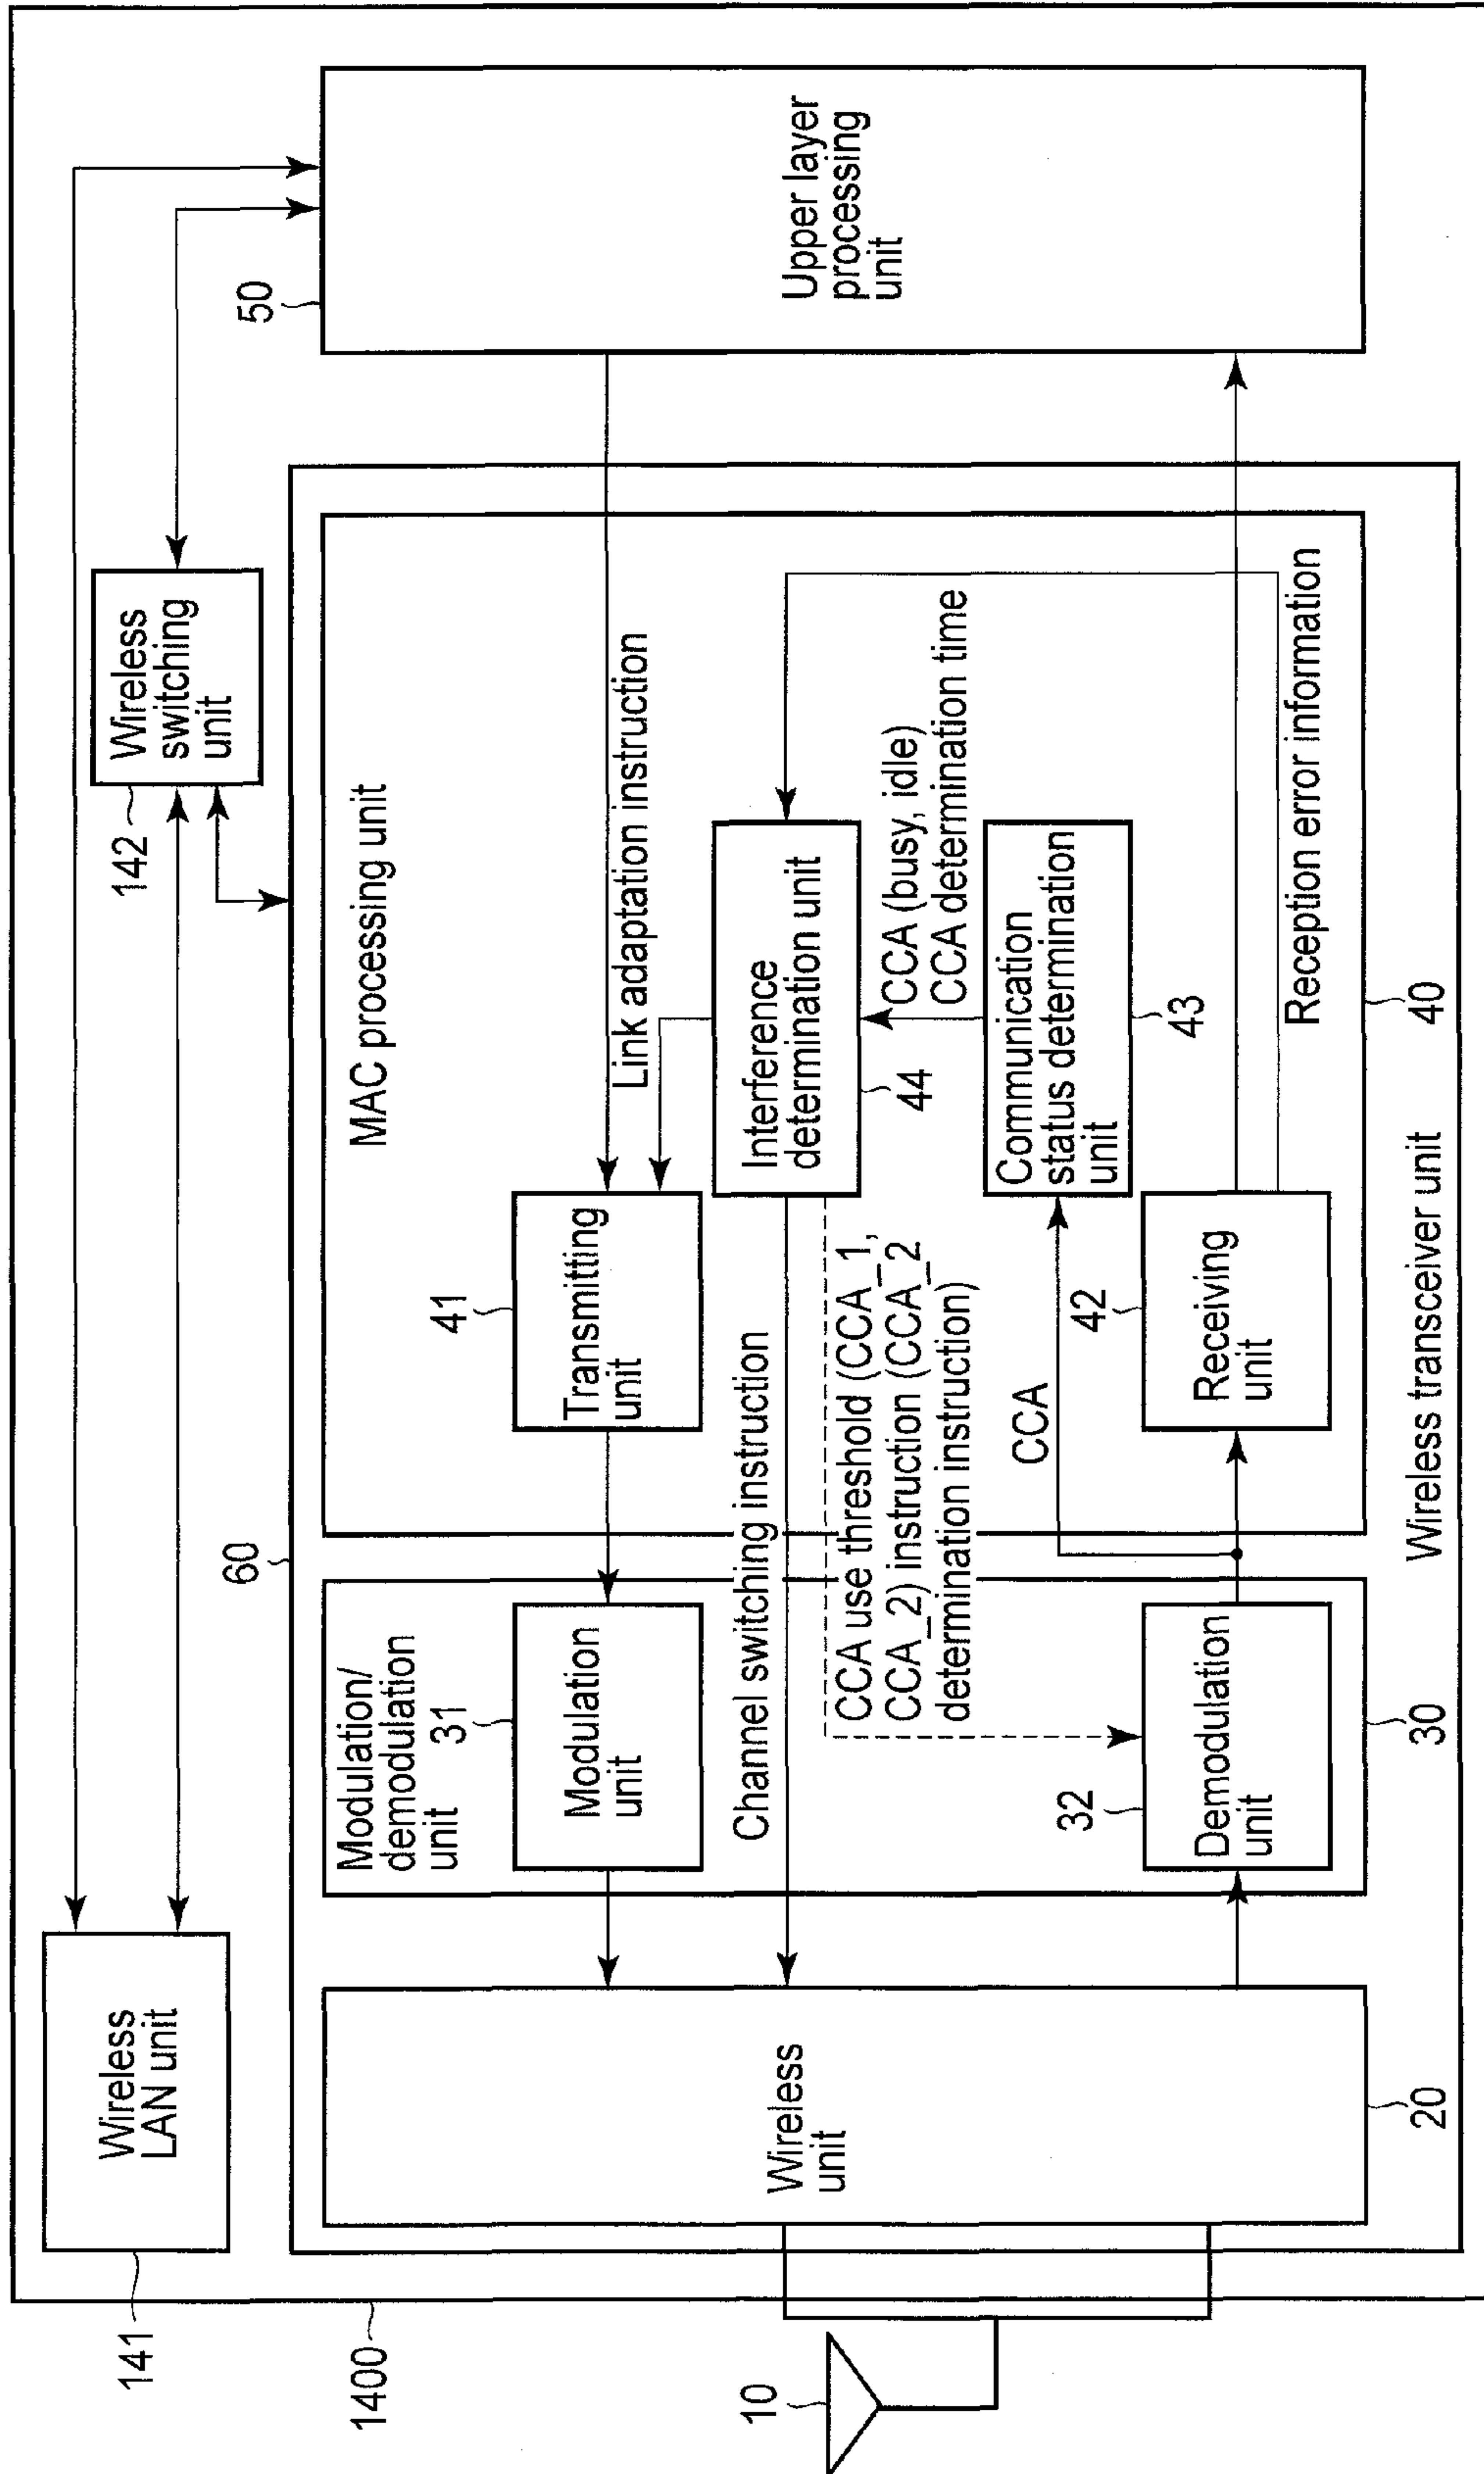 1400
141
Wireless
LAN unit
142
Wireless
switching
unit
50
Upper layer
processing
unit
60
10
Wireless
unit
20
Modulation/
demodulation
unit
31
Modulation
unit
32
Demodulation
unit
30
MAC processing unit
41
Transmitting
unit
Link adaptation instruction
Channel switching instruction
Interference
determination unit
44
CCA use threshold (CCA_1,
CCA_2) instruction (CCA_2
determination instruction)
CCA (busy, idle)
CCA determination time
Communication
status determination
unit
43
CCA
42
Receiving
unit
Reception error information
40
Wireless transceiver unit